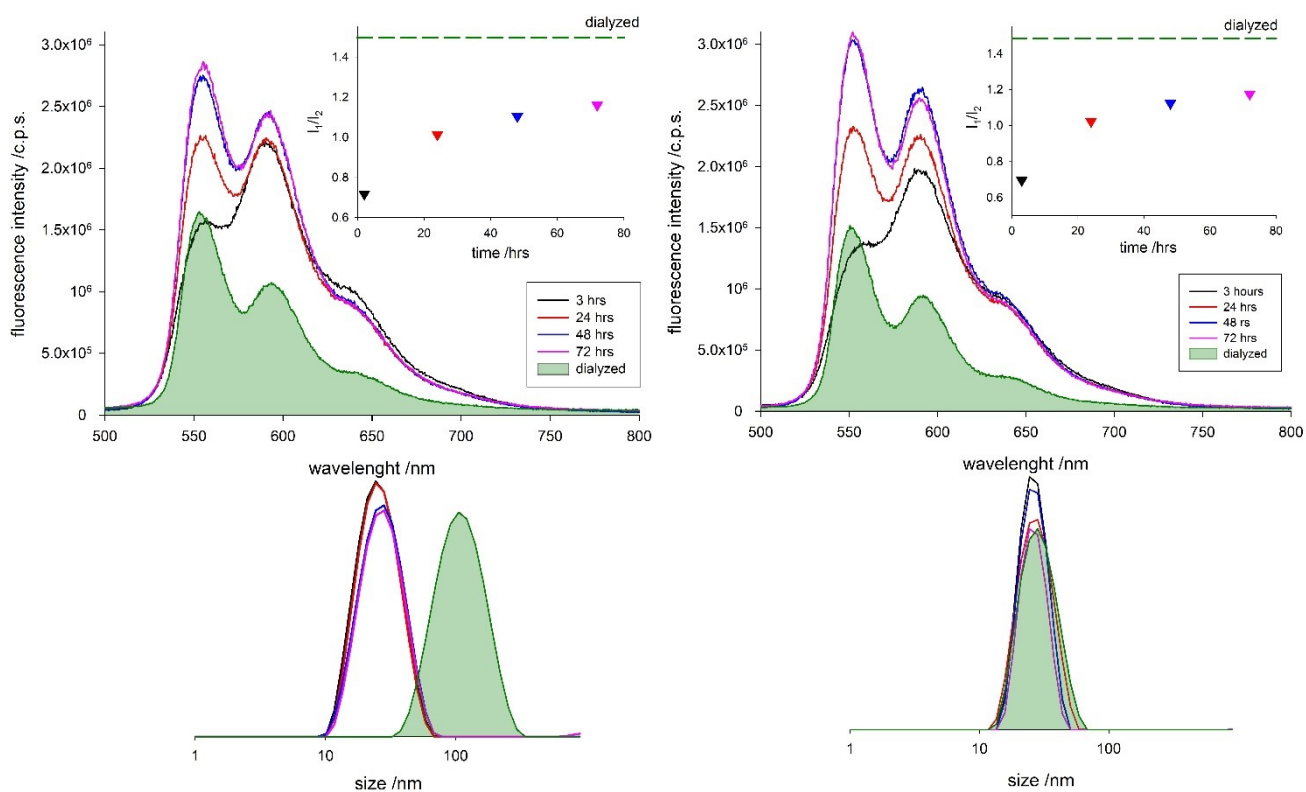 dialyzed
3.0x10⁶
2.5x10⁶
2.0x10⁶
1.5x10⁶
10⁶
5.0x10⁵
0
fluorescence intensity /c.p.s.
1.4
1.2
1.0
0.8
0.6
I₁/I₂
0 20 40 60 80
time /hrs
3 hrs
24 hrs
48 hrs
72 hrs
dialyzed
500 550 600 650 700 750 800
wavelenght /nm
1 10 100
size /nm
dialyzed
3.0x10⁶
2.5x10⁶
2.0x10⁶
1.5x10⁶
10⁶
5.0x10⁵
0
fluorescence intensity /c.p.s.
1.4
1.2
1.0
0.8
0.6
I₁/I₂
0 20 40 60 80
time /hrs
3 hours
24 hrs
48 rs
72 hrs
dialyzed
500 550 600 650 700 750 800
wavelenght /nm
1 10 100
size /nm